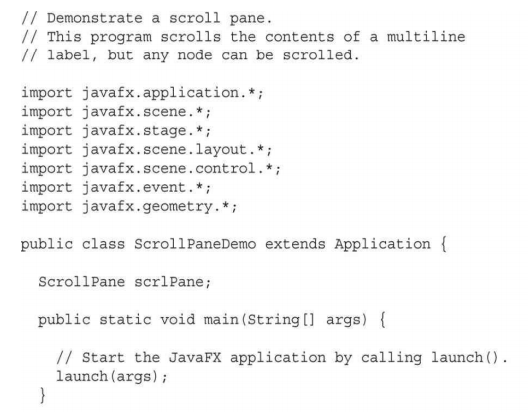 // Demonstrate a scroll pane.
// This program scrolls the contents of a multiline
// label, but any node can be scrolled.
import javafx.application.*;
import javafx.scene.*;
import javafx.stage.*;
import javafx.scene.layout.*;
import javafx.scene.control.*;
import javafx.event.*;
import javafx.geometry.*;
public class ScrollPaneDemo extends Application {
ScrollPane scrlPane;
public static void main(String[] args) {
// Start the JavaFX application by calling launch().
launch(args);
}